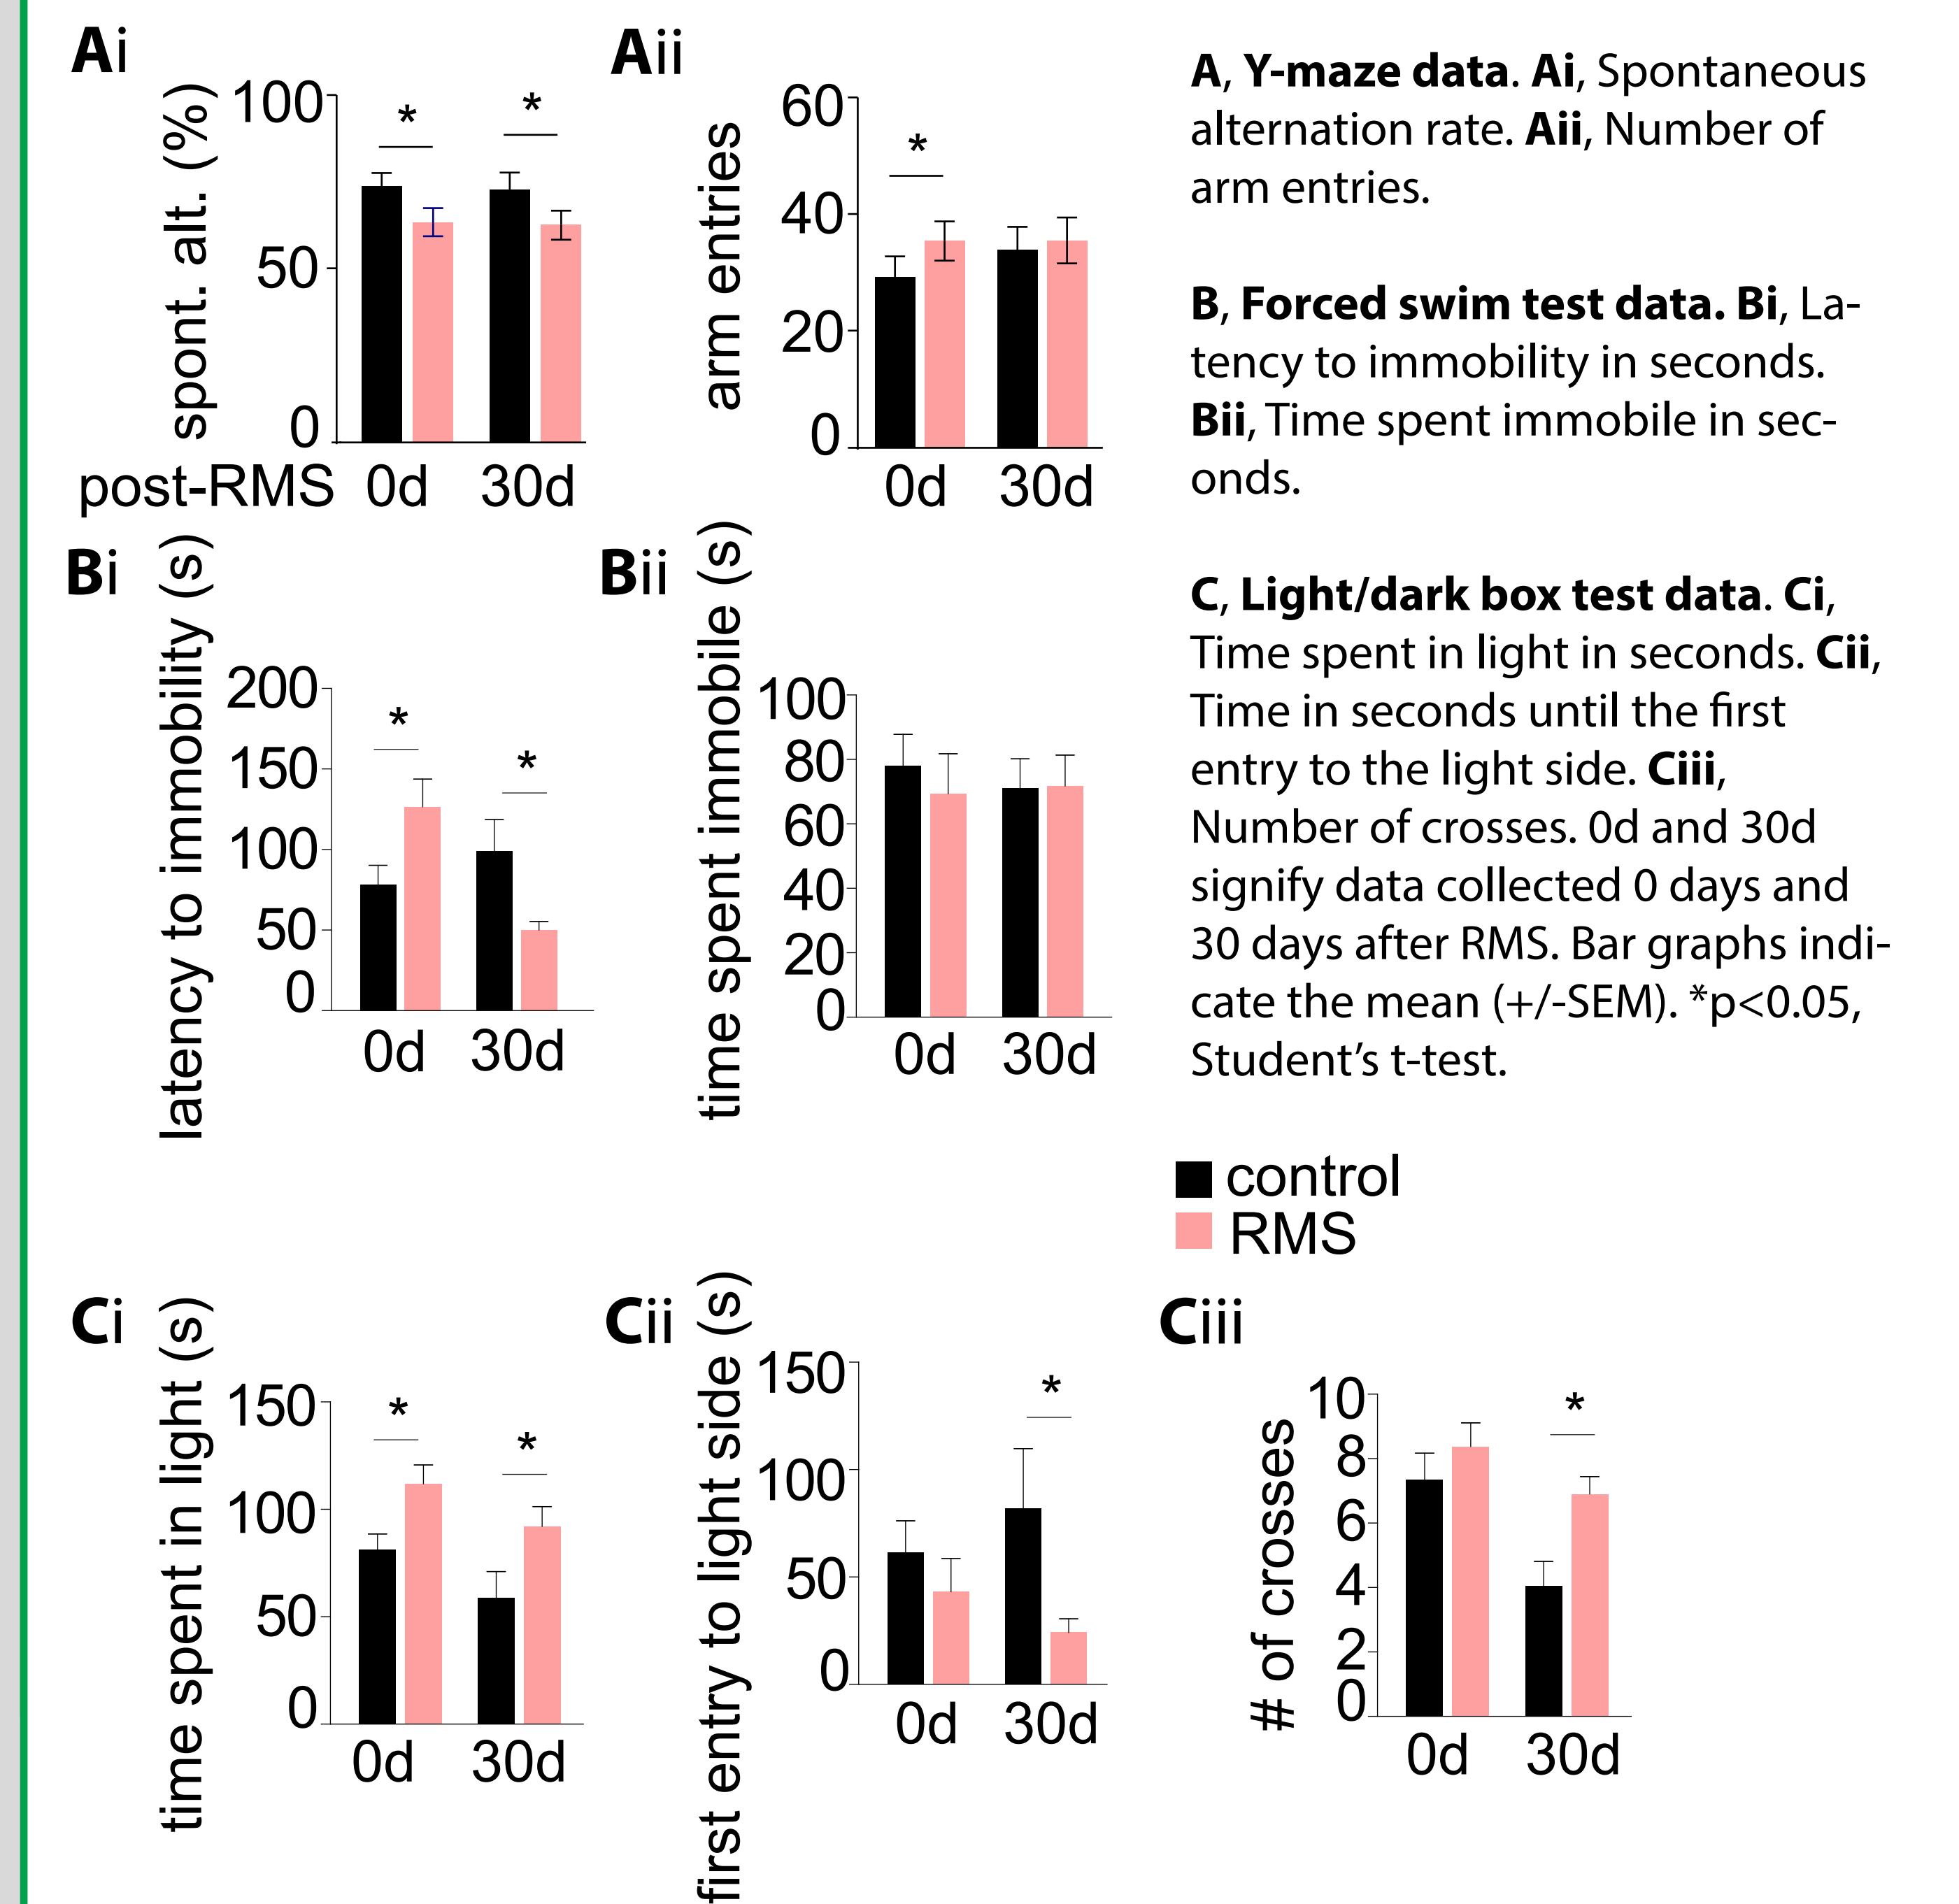 Ai
spont. alt. (%)
100
50
0
*
*
post-RMS 0d 30d
Aii
arm entries
60
40
20
0
*
0d 30d
A, Y-maze data. Ai, Spontaneous
alternation rate. Aii, Number of
arm entries.
B, Forced swim test data. Bi, La-
tency to immobility in seconds.
Bii, Time spent immobile in sec-
onds.
C, Light/dark box test data. Ci,
Time spent in light in seconds. Cii,
Time in seconds until the first
entry to the light side. Ciii,
Number of crosses. 0d and 30d
signify data collected 0 days and
30 days after RMS. Bar graphs indi-
cate the mean (+/-SEM). *p<0.05,
Student’s t-test.
Bi
latency to immobility (s)
200
150
100
50
0
*
*
0d 30d
Bii
time spent immobile (s)
100
80
60
40
20
0
0d 30d
control
RMS
Ci
time spent in light (s)
150
100
50
0
*
*
0d 30d
Cii
first entry to light side (s)
150
100
50
0
*
0d 30d
Ciii
# of crosses
10
8
6
4
2
0
*
0d 30d